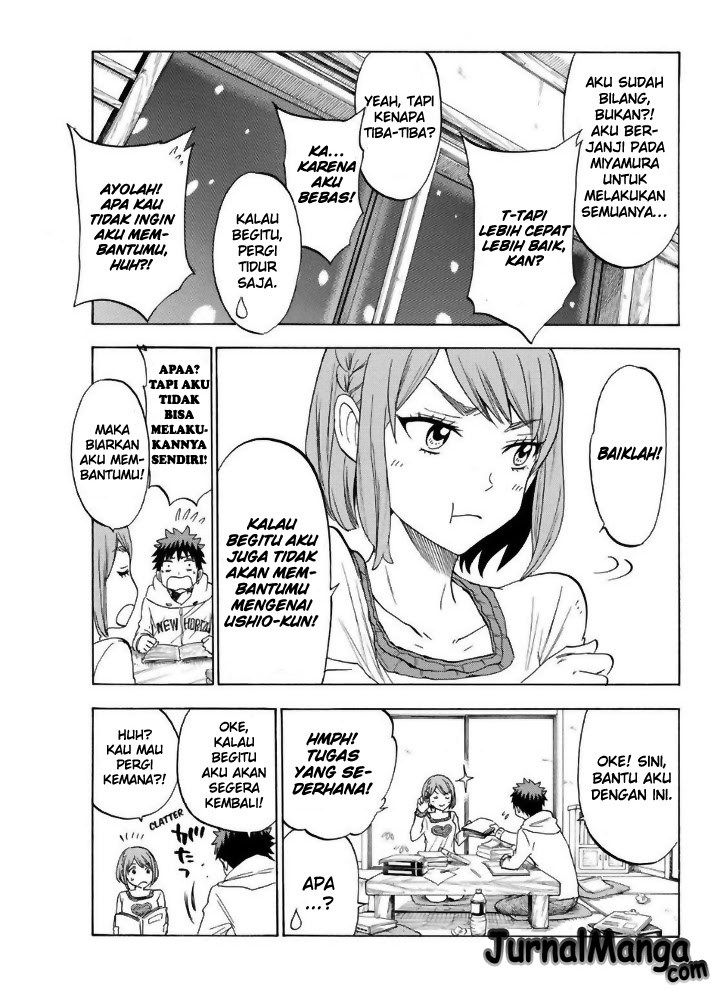 AKU SUDAH
BILANG,
BUKAN?!
AKU BER-
JANJI PADA
MIYAMURA
UNTUK
MELAKUKAN
SEMUANYA...
YEAH, TAPI
KENAPA
TIBA-TIBA?
T-TAPI
LEBIH CEPAT
LEBIH BAIK,
KAN?
KA...
KARENA
AKU
BEBAS!
KALAU
BEGITU,
PERGI
TIDUR
SAJA.
AYOLAH!
APA KAU
TIDAK INGIN
AKU MEM-
BANTUMU,
HUH?!
BAIKLAH!
KALAU
BEGITU AKU
JUGA TIDAK
AKAN MEM-
BANTUMU
MENGENAI
USHIO-KUN!
APAA?
TAPI AKU
TIDAK
BISA
MELAKU-
KANNYA
SENDIRI!
MAKA
BIARKAN
AKU MEM-
BANTUMU!
NEW
OKE! SINI,
BANTU AKU
DENGAN INI.
HMPH!
TUGAS
YANG SE-
DERHANA!
APA
...?
OKE,
KALAU
BEGITU
AKU AKAN
SEGERA
KEMBALI!
HUH?
KAU MAU
PERGI
KEMANA?!
CLATTER
ガたっ
JurnalManga
.com